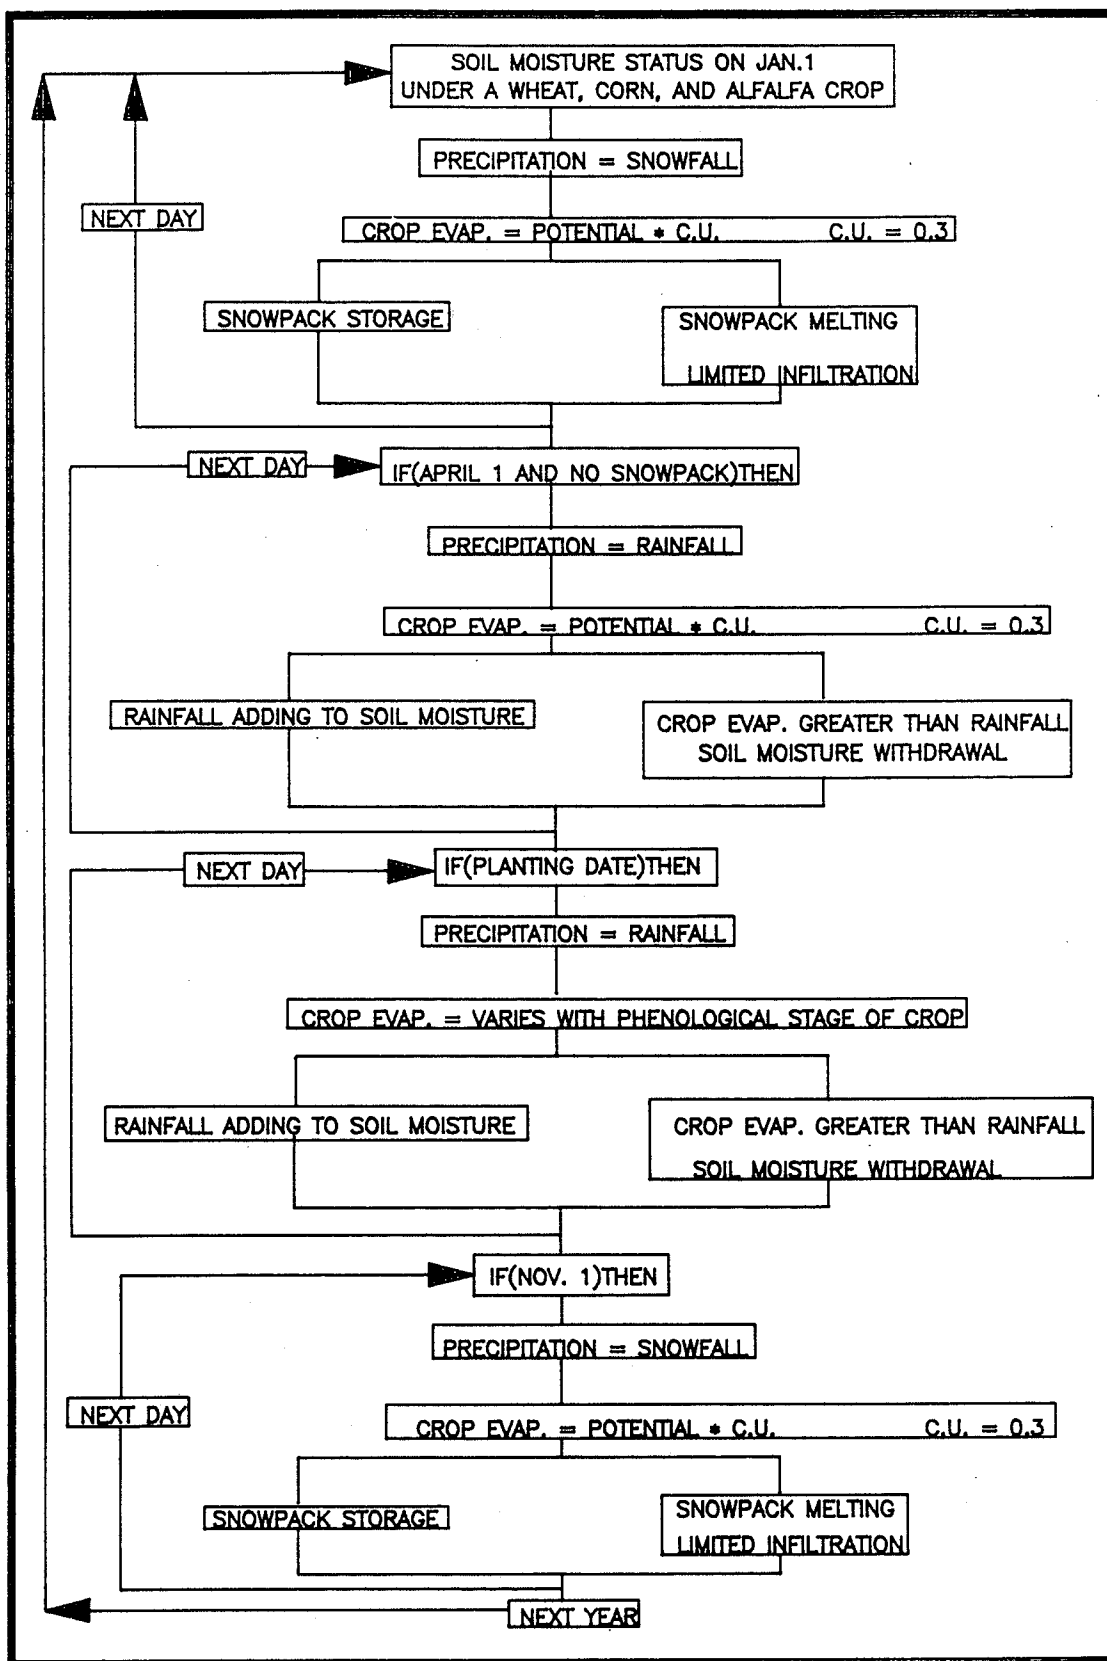 SOIL MOISTURE STATUS ON JAN.1
UNDER A WHEAT, CORN, AND ALFALFA CROP
PRECIPITATION = SNOWFALL
NEXT DAY
CROP EVAP. = POTENTIAL * C.U. C.U. = 0.3
SNOWPACK STORAGE
SNOWPACK MELTING
LIMITED INFILTRATION
NEXT DAY
IF(APRIL 1 AND NO SNOWPACK)THEN
PRECIPITATION = RAINFALL
CROP EVAP. = POTENTIAL * C.U. C.U. = 0.3
RAINFALL ADDING TO SOIL MOISTURE
CROP EVAP. GREATER THAN RAINFALL
SOIL MOISTURE WITHDRAWAL
NEXT DAY
IF(PLANTING DATE)THEN
PRECIPITATION = RAINFALL
CROP EVAP. = VARIES WITH PHENOLOGICAL STAGE OF CROP
RAINFALL ADDING TO SOIL MOISTURE
CROP EVAP. GREATER THAN RAINFALL
SOIL MOISTURE WITHDRAWAL
IF(NOV. 1)THEN
PRECIPITATION = SNOWFALL
NEXT DAY
CROP EVAP. = POTENTIAL * C.U. C.U. = 0.3
SNOWPACK STORAGE
SNOWPACK MELTING
LIMITED INFILTRATION
NEXT YEAR